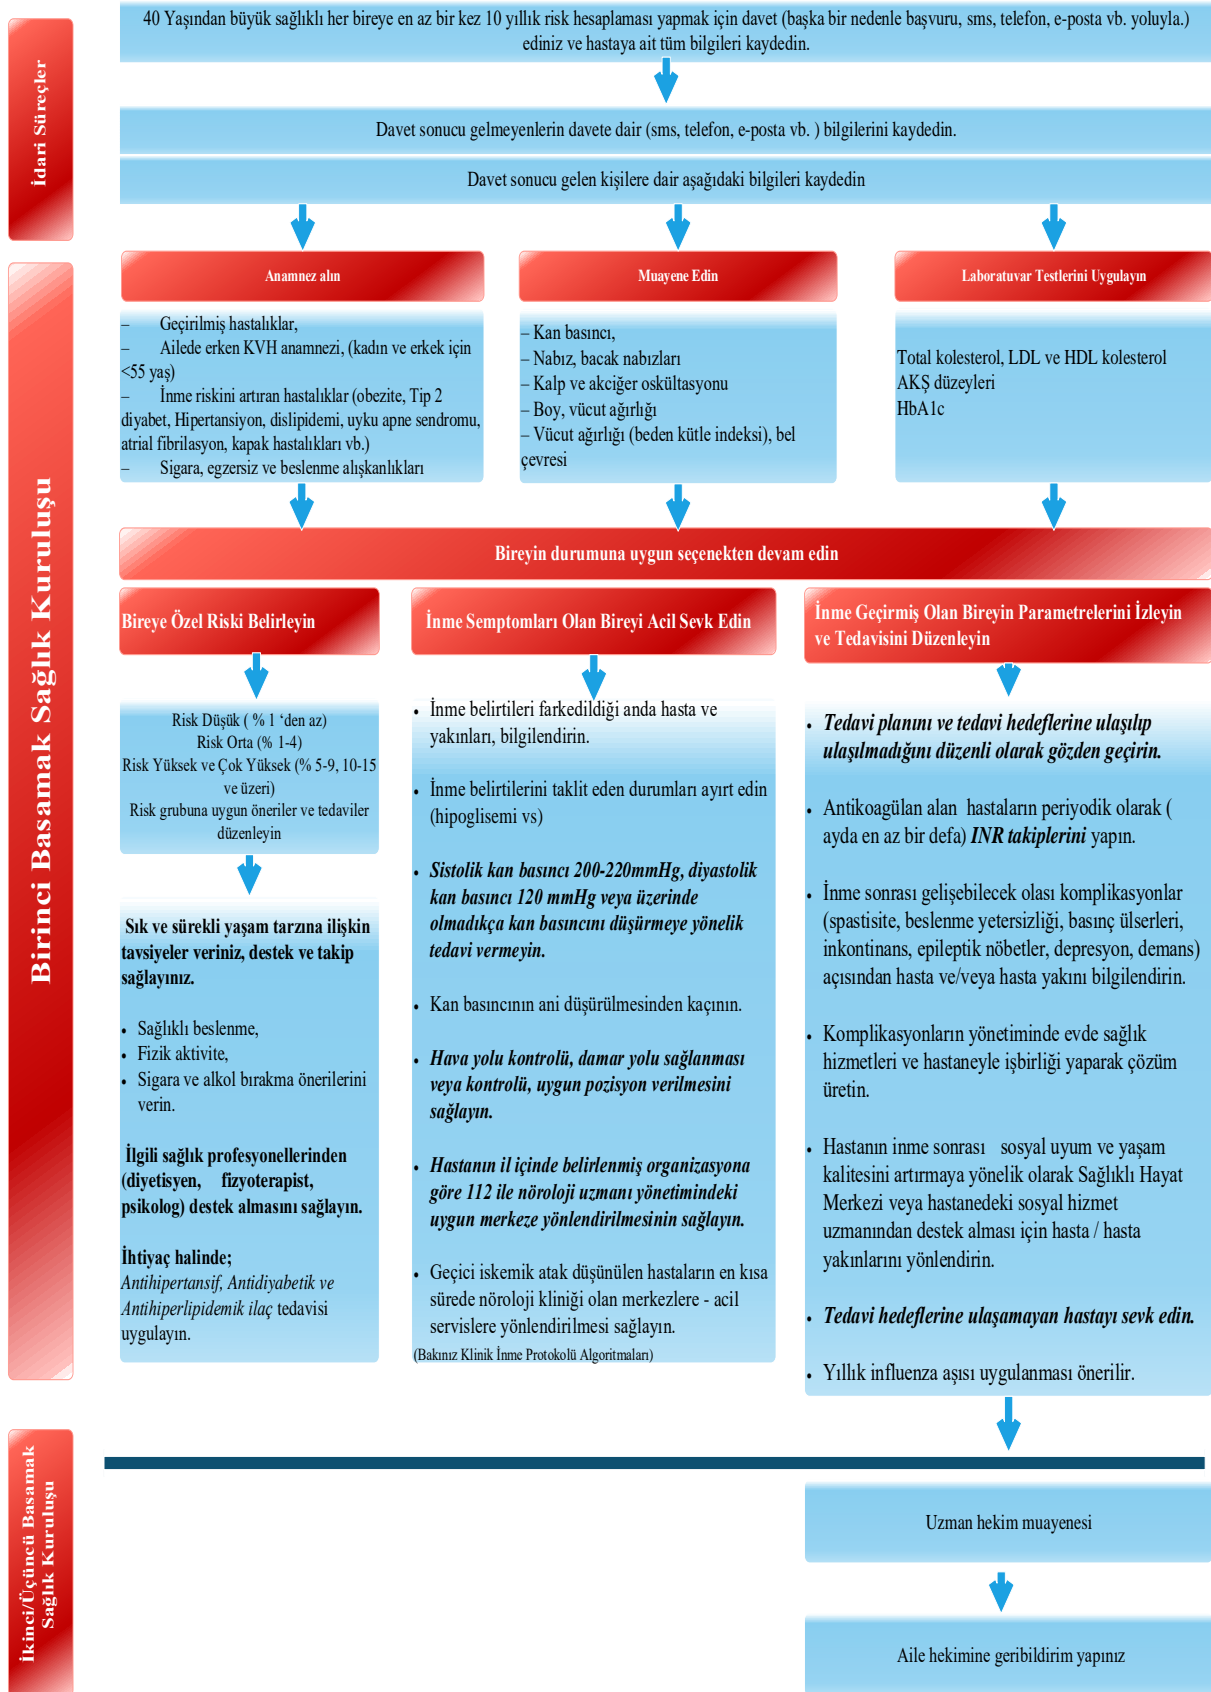 İdari Süreçler
40 Yaşından büyük sağlıklı her bireye en az bir kez 10 yıllık risk hesaplaması yapmak için davet (başka bir nedenle başvuru, sms, telefon, e-posta vb. yoluyla.)
ediniz ve hastaya ait tüm bilgileri kaydedin.
Davet sonucu gelmeyenlerin davete dair (sms, telefon, e-posta vb. ) bilgilerini kaydedin.
Davet sonucu gelen kişilere dair aşağıdaki bilgileri kaydedin
Birinci Basamak Sağlık Kuruluşu
Anamnez alın
– Geçirilmiş hastalıklar,
– Ailede erken KVH anamnezi, (kadın ve erkek için
<55 yaş)
– İnme riskini artıran hastalıklar (obezite, Tip 2
diyabet, Hipertansiyon, dislipidemi, uyku apne sendromu,
atrial fibrilasyon, kapak hastalıkları vb.)
– Sigara, egzersiz ve beslenme alışkanlıkları
Muayene Edin
– Kan basıncı,
– Nabız, bacak nabızları
– Kalp ve akciğer oskültasyonu
– Boy, vücut ağırlığı
– Vücut ağırlığı (beden kütle indeksi), bel
çevresi
Laboratuvar Testlerini Uygulayın
Total kolesterol, LDL ve HDL kolesterol
AKŞ düzeyleri
HbA1c
Bireyin durumuna uygun seçenekten devam edin
Bireye Özel Riski Belirleyin
Risk Düşük ( % 1 ‘den az)
Risk Orta (% 1-4)
Risk Yüksek ve Çok Yüksek (% 5-9, 10-15
ve üzeri)
Risk grubuna uygun öneriler ve tedaviler
düzenleyin
Sık ve sürekli yaşam tarzına ilişkin
tavsiyeler veriniz, destek ve takip
sağlayınız.
• Sağlıklı beslenme,
• Fizik aktivite,
• Sigara ve alkol bırakma önerilerini
verin.
İlgili sağlık profesyonellerinden
(diyetisyen, fizyoterapist,
psikolog) destek almasını sağlayın.
İhtiyaç halinde;
Antihipertansif, Antidiyabetik ve
Antihiperlipidemik ilaç tedavisi
uygulayın.
İnme Semptomları Olan Bireyi Acil Sevk Edin
• İnme belirtileri farkedildiği anda hasta ve
yakınları, bilgilendirin.
• İnme belirtilerini taklit eden durumları ayırt edin
(hipoglisemi vs)
• Sistolik kan basıncı 200-220mmHg, diyastolik
kan basıncı 120 mmHg veya üzerinde
olmadıkça kan basıncını düşürmeye yönelik
tedavi vermeyin.
• Kan basıncının ani düşürülmesinden kaçının.
• Hava yolu kontrolü, damar yolu sağlanması
veya kontrolü, uygun pozisyon verilmesini
sağlayın.
• Hastanın il içinde belirlenmiş organizasyona
göre 112 ile nöroloji uzmanı yönetimindeki
uygun merkeze yönlendirilmesinin sağlayın.
• Geçici iskemik atak düşünülen hastaların en kısa
sürede nöroloji kliniği olan merkezlere - acil
servislere yönlendirilmesi sağlayın.
(Bakınız Klinik İnme Protokolü Algoritmaları)
İnme Geçirmiş Olan Bireyin Parametrelerini İzleyin
ve Tedavisini Düzenleyin
• Tedavi planını ve tedavi hedeflerine ulaşılıp
ulaşılmadığını düzenli olarak gözden geçirin.
• Antikoagülan alan hastaların periyodik olarak (
ayda en az bir defa) INR takiplerini yapın.
• İnme sonrası gelişebilecek olası komplikasyonlar
(spastisite, beslenme yetersizliği, basınç ülserleri,
inkontinans, epileptik nöbetler, depresyon, demans)
açısından hasta ve/veya hasta yakını bilgilendirin.
• Komplikasyonların yönetiminde evde sağlık
hizmetleri ve hastaneyle işbirliği yaparak çözüm
üretin.
• Hastanın inme sonrası sosyal uyum ve yaşam
kalitesini artırmaya yönelik olarak Sağlıklı Hayat
Merkezi veya hastanedeki sosyal hizmet
uzmanından destek alması için hasta / hasta
yakınlarını yönlendirin.
• Tedavi hedeflerine ulaşamayan hastayı sevk edin.
• Yıllık influenza aşısı uygulanması önerilir.
İkinci/Üçüncü Basamak
Sağlık Kuruluşu
Uzman hekim muayenesi
Aile hekimine geribildirim yapınız